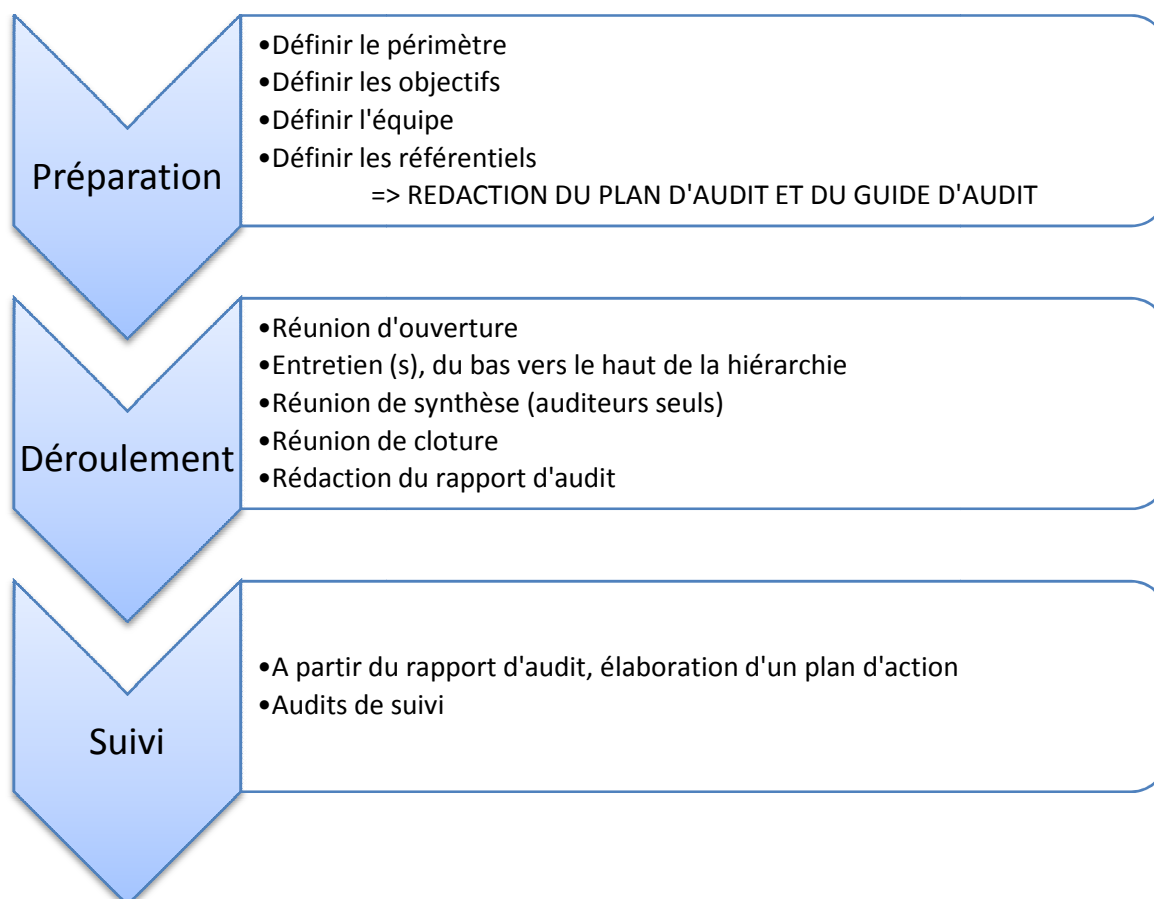 Préparation
•Définir le périmètre
•Définir les objectifs
•Définir l'équipe
•Définir les référentiels
=> REDACTION DU PLAN D'AUDIT ET DU GUIDE D'AUDIT
Déroulement
•Réunion d'ouverture
•Entretien (s), du bas vers le haut de la hiérarchie
•Réunion de synthèse (auditeurs seuls)
•Réunion de cloture
•Rédaction du rapport d'audit
Suivi
•A partir du rapport d'audit, élaboration d'un plan d'action
•Audits de suivi